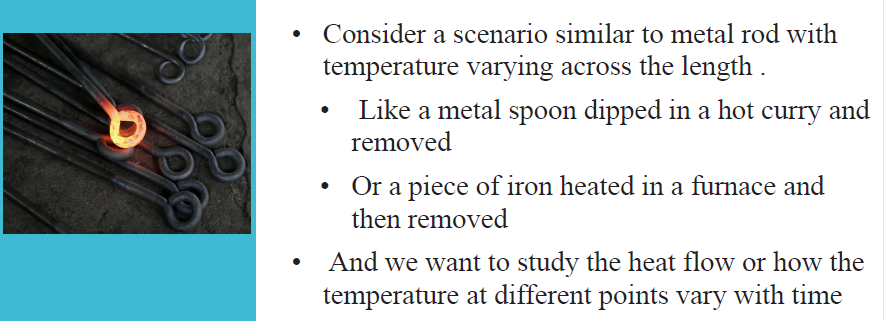 • Consider a scenario similar to metal rod with
temperature varying across the length .
• Like a metal spoon dipped in a hot curry and
removed
• Or a piece of iron heated in a furnace and
then removed
• And we want to study the heat flow or how the
temperature at different points vary with time